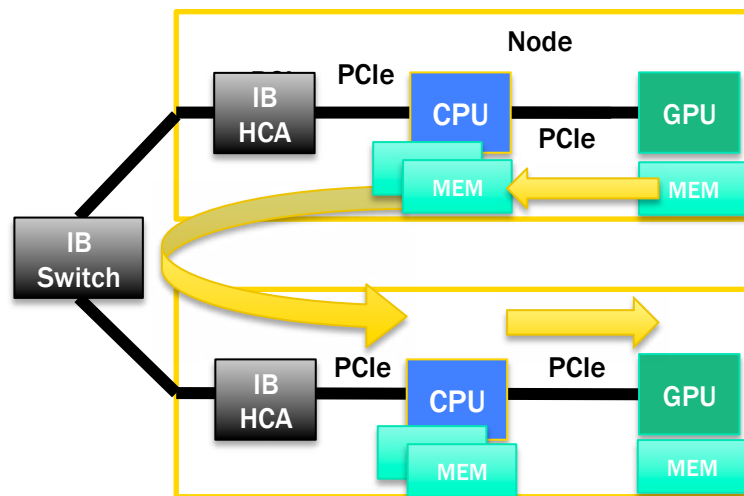 Node
PCIe
IB
HCA
CPU
GPU
PCIe
MEM
MEM
IB
Switch
PCIe
PCIe
IB
HCA
CPU
GPU
MEM
MEM